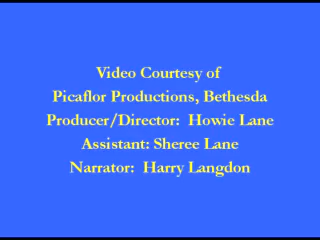 Video Courtesy of
Picaflor Productions, Bethesda
Producer/Director:  Howie Lane
Assistant: Sheree Lane
Narrator:  Harry Langdon